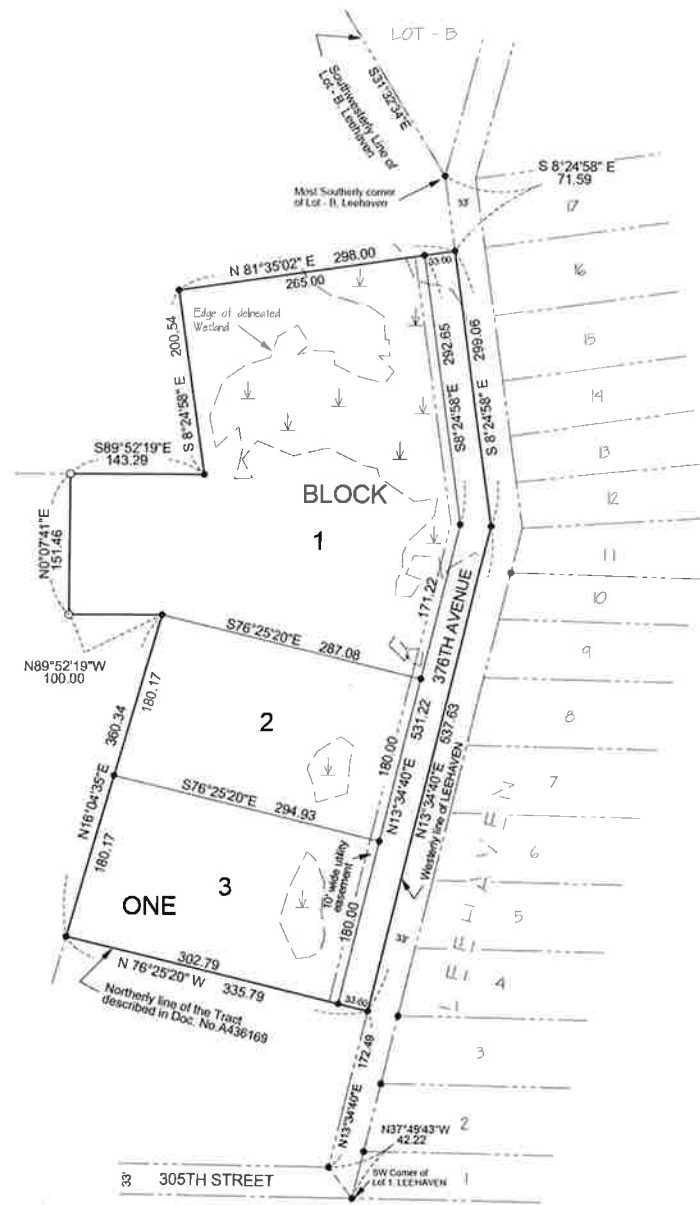 LOT - B
S31°32'34"E
Southwesterly Line of
Lot - B, Leehaven
S 8°24'58" E
71.59
Most Southerly corner
of Lot - B, Leehaven
33'
17
N 81°35'02" E 298.00
265.00
33.00
16
Edge of delineated
Wetland
200.54
S 8°24'58" E
292.65
S8°24'58"E
299.06
S 8°24'58" E
15
14
13
12
S89°52'19"E
143.29
BLOCK
1
N0°07'41"E
151.46
11
10
171.22
376TH AVENUE
S76°25'20"E 287.08
N89°52'19"W
100.00
9
180.17
360.34
N16°04'35"E
2
531.22
N13°34'40"E
180.00
537.63
N13°34'40"E
Westerly line of LEEHAVEN
8
7
S76°25'20"E 294.93
6
180.17
3
10' wide utility
easement
180.00
ONE
5
LEEHAVEN
33'
4
302.79
N 76°25'20" W 335.79
33.00
Northerly line of the Tract
described in Doc. No.A436169
3
172.49
N13°34'40"E
N37°49'43"W
42.22
2
33'
305TH STREET
SW Corner of
Lot 1, LEEHAVEN
1